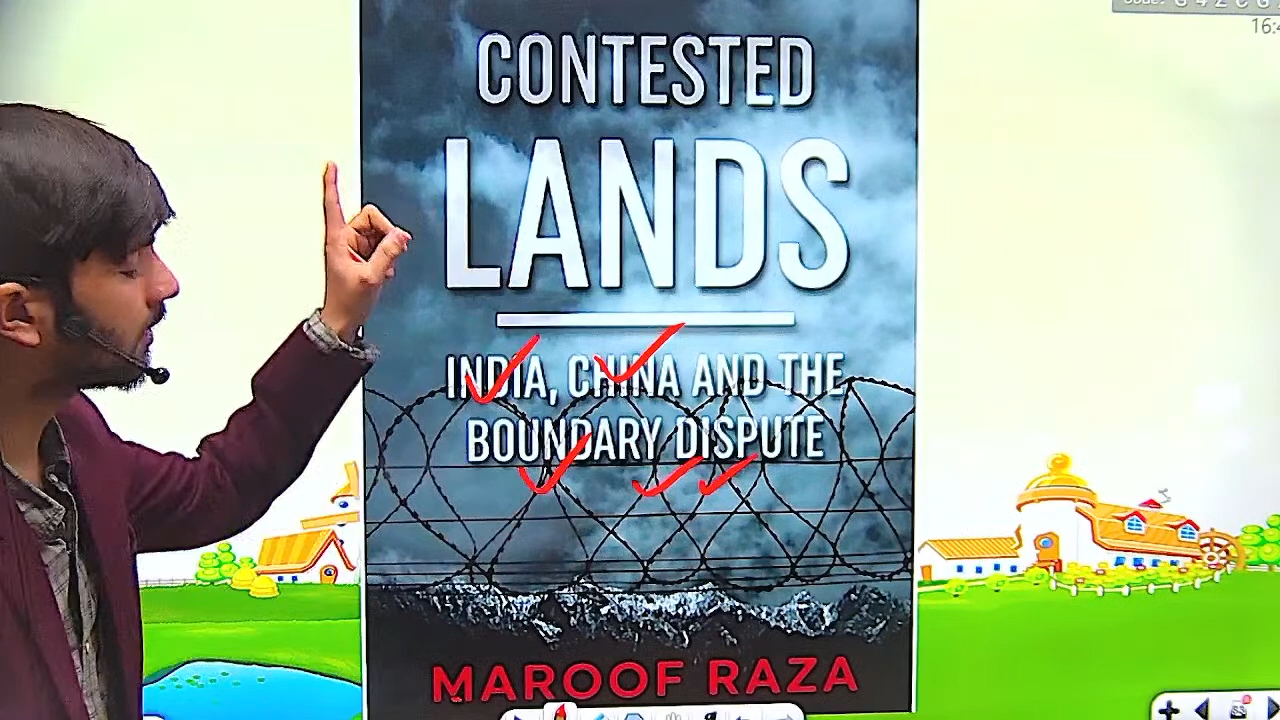 CONTESTED
LANDS
INDIA, CHINA AND THE
BOUNDARY DISPUTE
MAROOF RAZA